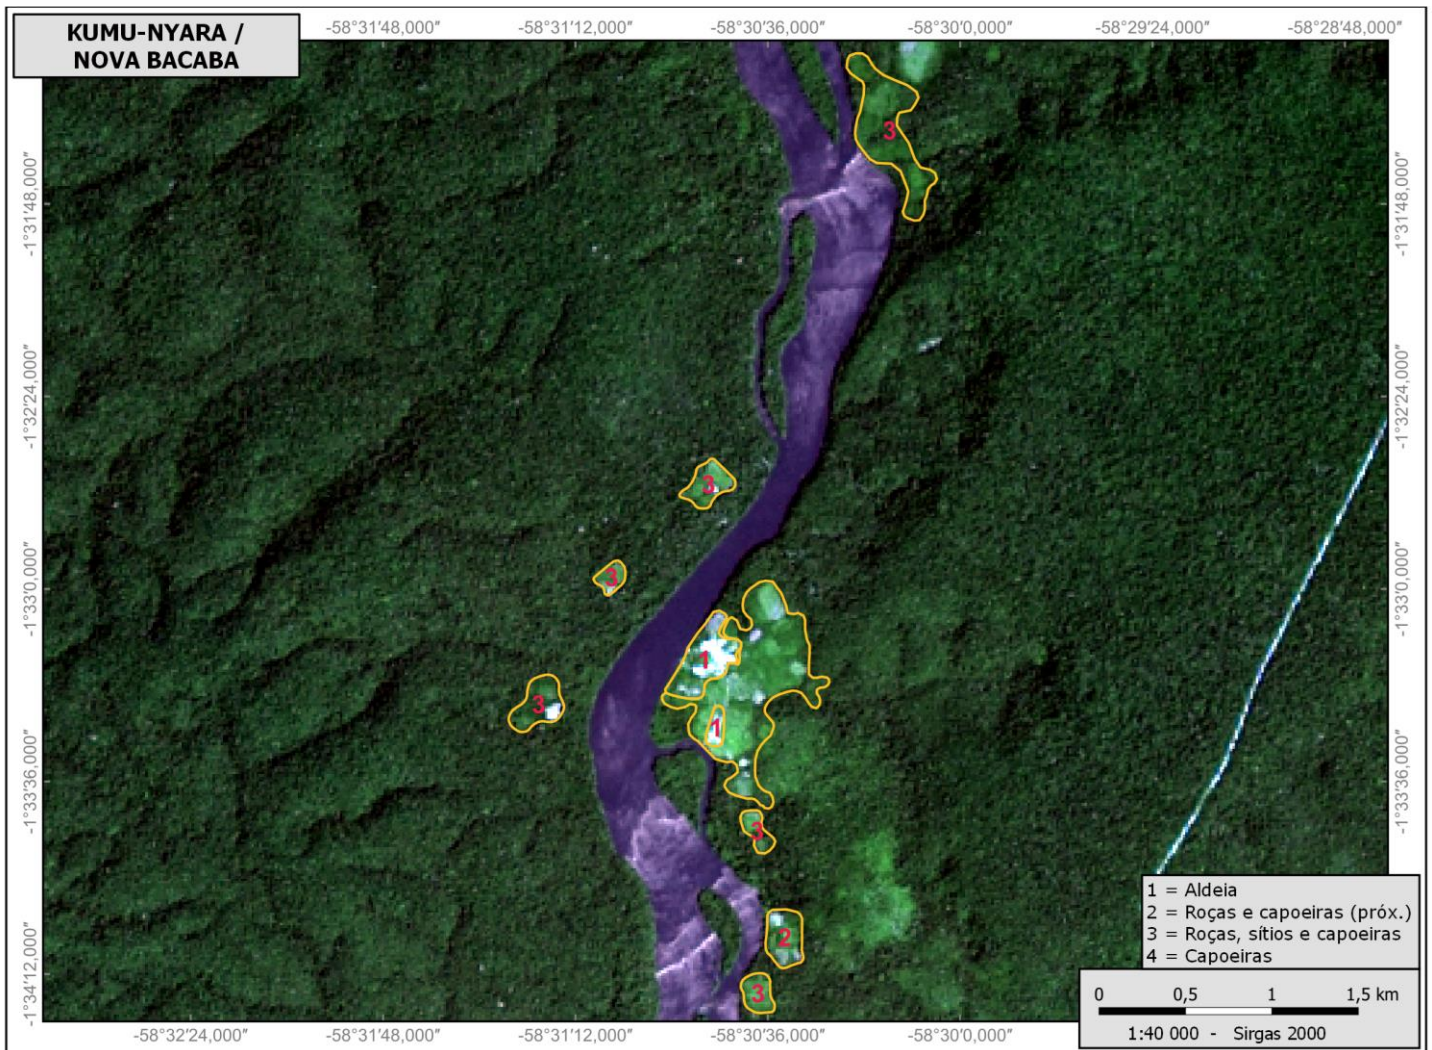 KUMU-NYARA /
NOVA BACABA
-58°31'48,000" -58°31'12,000" -58°30'36,000" -58°30'0,000" -58°29'24,000" -58°28'48,000"
3
-1°31'48,000" -1°31'48,000"
-1°32'24,000" -1°32'24,000"
3
3
-1°33'0,000" -1°33'0,000"
1
3
1
-1°33'36,000" -1°33'36,000"
3
1 = Aldeia
2 = Roças e capoeiras (próx.)
3 = Roças, sítios e capoeiras
4 = Capoeiras
2
3
-1°34'12,000"
0 0,5 1 1,5 km
1:40 000 - Sirgas 2000
-58°32'24,000" -58°31'48,000" -58°31'12,000" -58°30'36,000" -58°30'0,000"